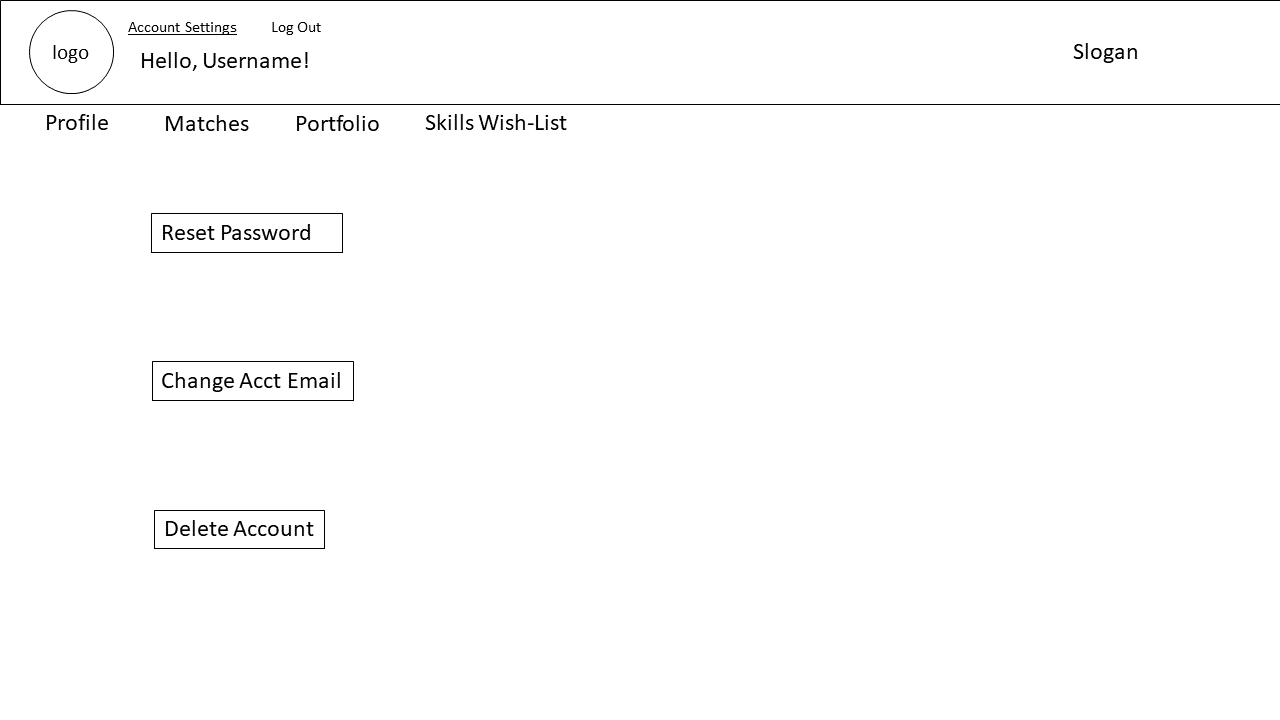 logo
Account Settings Log Out
Hello, Username!
Slogan
Profile Matches Portfolio Skills Wish-List
Reset Password
Change Acct Email
Delete Account